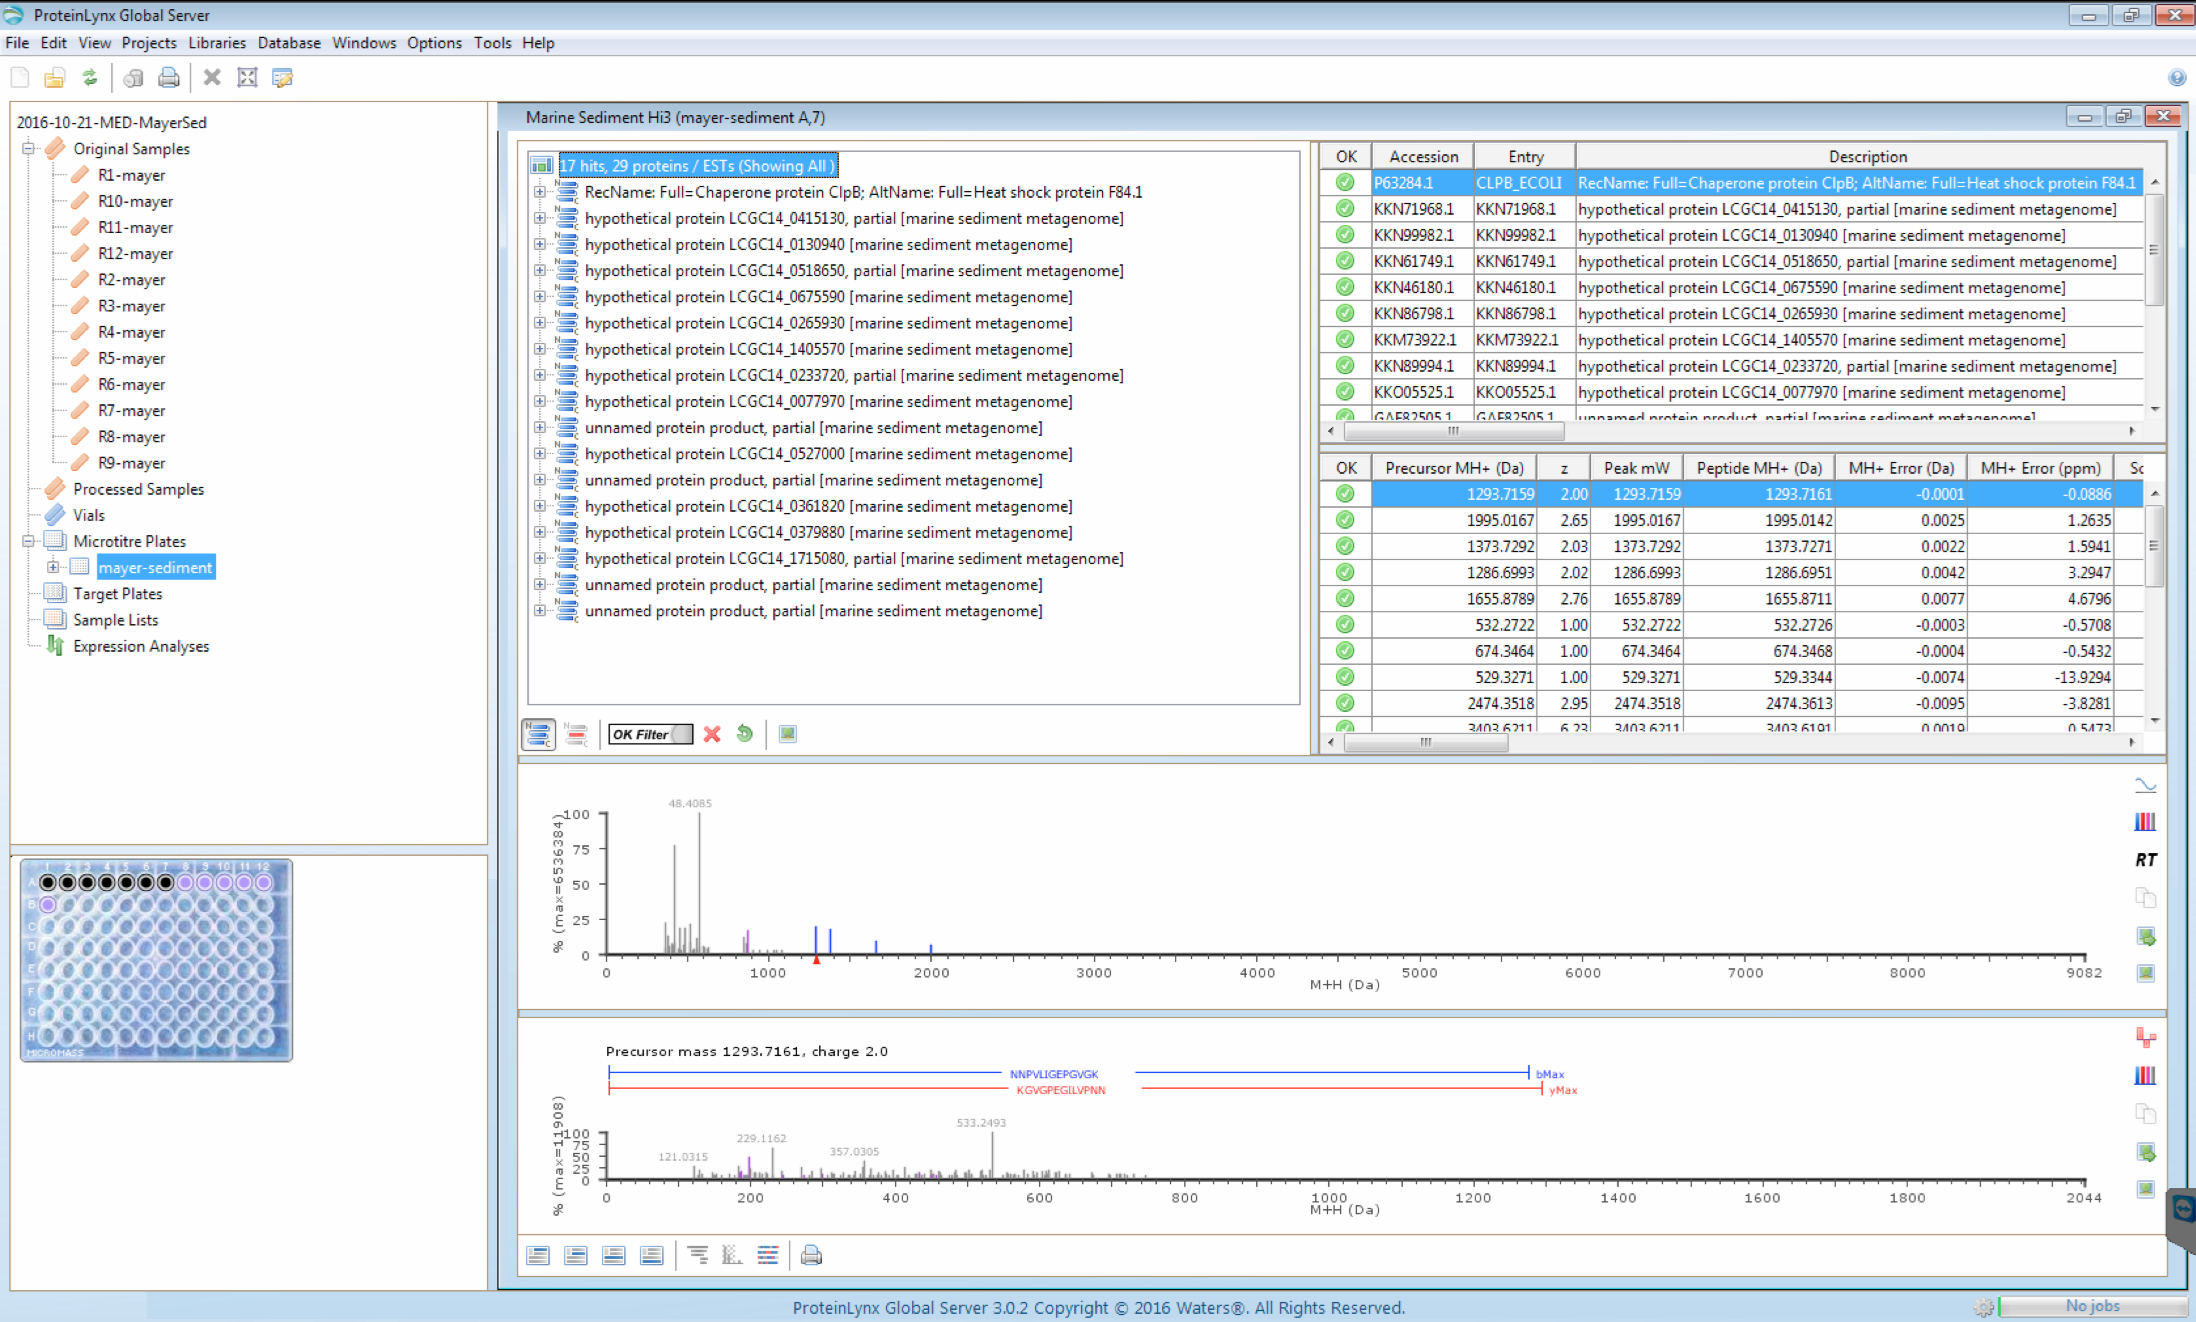 ProteinLynx Global Server
File Edit View Projects Libraries Database Windows Options Tools Help
2016-10-21-MED-MayerSed
Original Samples
R1-mayer
R10-mayer
R11-mayer
R12-mayer
R2-mayer
R3-mayer
R4-mayer
R5-mayer
R6-mayer
R7-mayer
R8-mayer
R9-mayer
Processed Samples
Vials
Microtitre Plates
mayer-sediment
Target Plates
Sample Lists
Expression Analyses
1 2 3 4 5 6 7 8 9 10 11 12
A
B
C
D
E
F
G
H
MICROMASS
Marine Sediment Hi3 (mayer-sediment A,7)
17 hits, 29 proteins / ESTs (Showing All )
RecName: Full=Chaperone protein ClpB; AltName: Full=Heat shock protein F84.1
hypothetical protein LCGC14_0415130, partial [marine sediment metagenome]
hypothetical protein LCGC14_0130940 [marine sediment metagenome]
hypothetical protein LCGC14_0518650, partial [marine sediment metagenome]
hypothetical protein LCGC14_0675590 [marine sediment metagenome]
hypothetical protein LCGC14_0265930 [marine sediment metagenome]
hypothetical protein LCGC14_1405570 [marine sediment metagenome]
hypothetical protein LCGC14_0233720, partial [marine sediment metagenome]
hypothetical protein LCGC14_0077970 [marine sediment metagenome]
unnamed protein product, partial [marine sediment metagenome]
hypothetical protein LCGC14_0527000 [marine sediment metagenome]
unnamed protein product, partial [marine sediment metagenome]
hypothetical protein LCGC14_0361820 [marine sediment metagenome]
hypothetical protein LCGC14_0379880 [marine sediment metagenome]
hypothetical protein LCGC14_1715080, partial [marine sediment metagenome]
unnamed protein product, partial [marine sediment metagenome]
unnamed protein product, partial [marine sediment metagenome]
OK Filter
OK Accession Entry Description
P63284.1 CLPB_ECOLI RecName: Full=Chaperone protein ClpB; AltName: Full=Heat shock protein F84.1
KKN71968.1 KKN71968.1 hypothetical protein LCGC14_0415130, partial [marine sediment metagenome]
KKN99982.1 KKN99982.1 hypothetical protein LCGC14_0130940 [marine sediment metagenome]
KKN61749.1 KKN61749.1 hypothetical protein LCGC14_0518650, partial [marine sediment metagenome]
KKN46180.1 KKN46180.1 hypothetical protein LCGC14_0675590 [marine sediment metagenome]
KKN86798.1 KKN86798.1 hypothetical protein LCGC14_0265930 [marine sediment metagenome]
KKM73922.1 KKM73922.1 hypothetical protein LCGC14_1405570 [marine sediment metagenome]
KKN89994.1 KKN89994.1 hypothetical protein LCGC14_0233720, partial [marine sediment metagenome]
KKO05525.1 KKO05525.1 hypothetical protein LCGC14_0077970 [marine sediment metagenome]
GAF82505.1 GAF82505.1 unnamed protein product, partial [marine sediment metagenome]
OK Precursor MH+ (Da) z Peak mW Peptide MH+ (Da) MH+ Error (Da) MH+ Error (ppm) Sc
1293.7159 2.00 1293.7159 1293.7161 -0.0001 -0.0886
1995.0167 2.65 1995.0167 1995.0142 0.0025 1.2635
1373.7292 2.03 1373.7292 1373.7271 0.0022 1.5941
1286.6993 2.02 1286.6993 1286.6951 0.0042 3.2947
1655.8789 2.76 1655.8789 1655.8711 0.0077 4.6796
532.2722 1.00 532.2722 532.2726 -0.0003 -0.5708
674.3464 1.00 674.3464 674.3468 -0.0004 -0.5432
529.3271 1.00 529.3271 529.3344 -0.0074 -13.9294
2474.3518 2.95 2474.3518 2474.3613 -0.0095 -3.8281
3403.6211 6.23 3403.6211 3403.6191 0.0019 0.5473
48.4085
% (max=6536384)
100
75
50
25
0
0 1000 2000 3000 4000 5000 6000 7000 8000 9082
M+H (Da)
RT
Precursor mass 1293.7161, charge 2.0
NNPVLIGEPGVGK bMax
KGVGPEGILVPNN yMax
533.2493
229.1162
357.0305
121.0315
% (max=11908)
100
75
50
25
0
0 200 400 600 800 1000 1200 1400 1600 1800 2044
M+H (Da)
ProteinLynx Global Server 3.0.2 Copyright © 2016 Waters®. All Rights Reserved.
No jobs